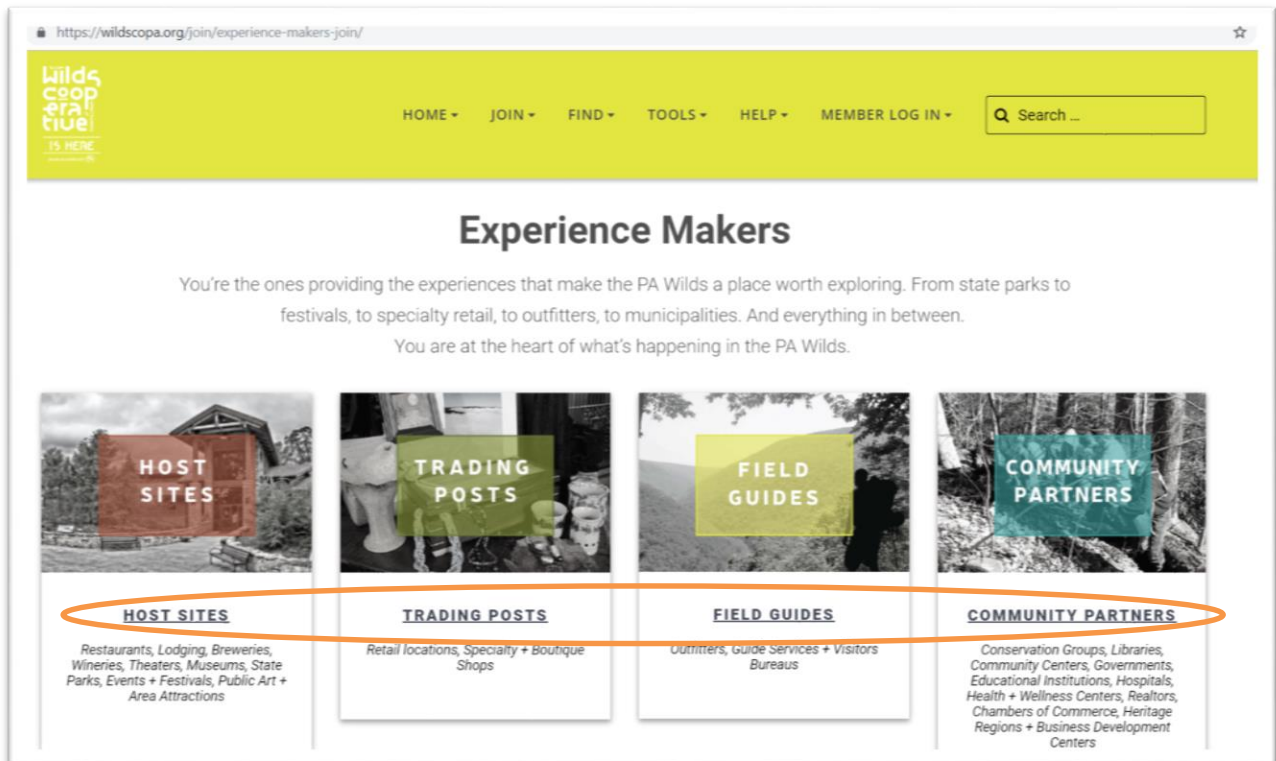 https://wildscopa.org/join/experience-makers-join/
wilds
coop
era
tive
IS HERE
HOME
JOIN
FIND
TOOLS
HELP
MEMBER LOG IN
Search ...
Experience Makers
You're the ones providing the experiences that make the PA Wilds a place worth exploring. From state parks to
festivals, to specialty retail, to outfitters, to municipalities. And everything in between.
You are at the heart of what's happening in the PA Wilds.
HOST
SITES
TRADING
POSTS
FIELD
GUIDES
COMMUNITY
PARTNERS
HOST SITES
Restaurants, Lodging, Breweries,
Wineries, Theaters, Museums, State
Parks, Events + Festivals, Public Art +
Area Attractions
TRADING POSTS
Retail locations, Specialty + Boutique
Shops
FIELD GUIDES
Outfitters, Guide Services + Visitors
Bureaus
COMMUNITY PARTNERS
Conservation Groups, Libraries,
Community Centers, Governments,
Educational Institutions, Hospitals,
Health + Wellness Centers, Realtors,
Chambers of Commerce, Heritage
Regions + Business Development
Centers